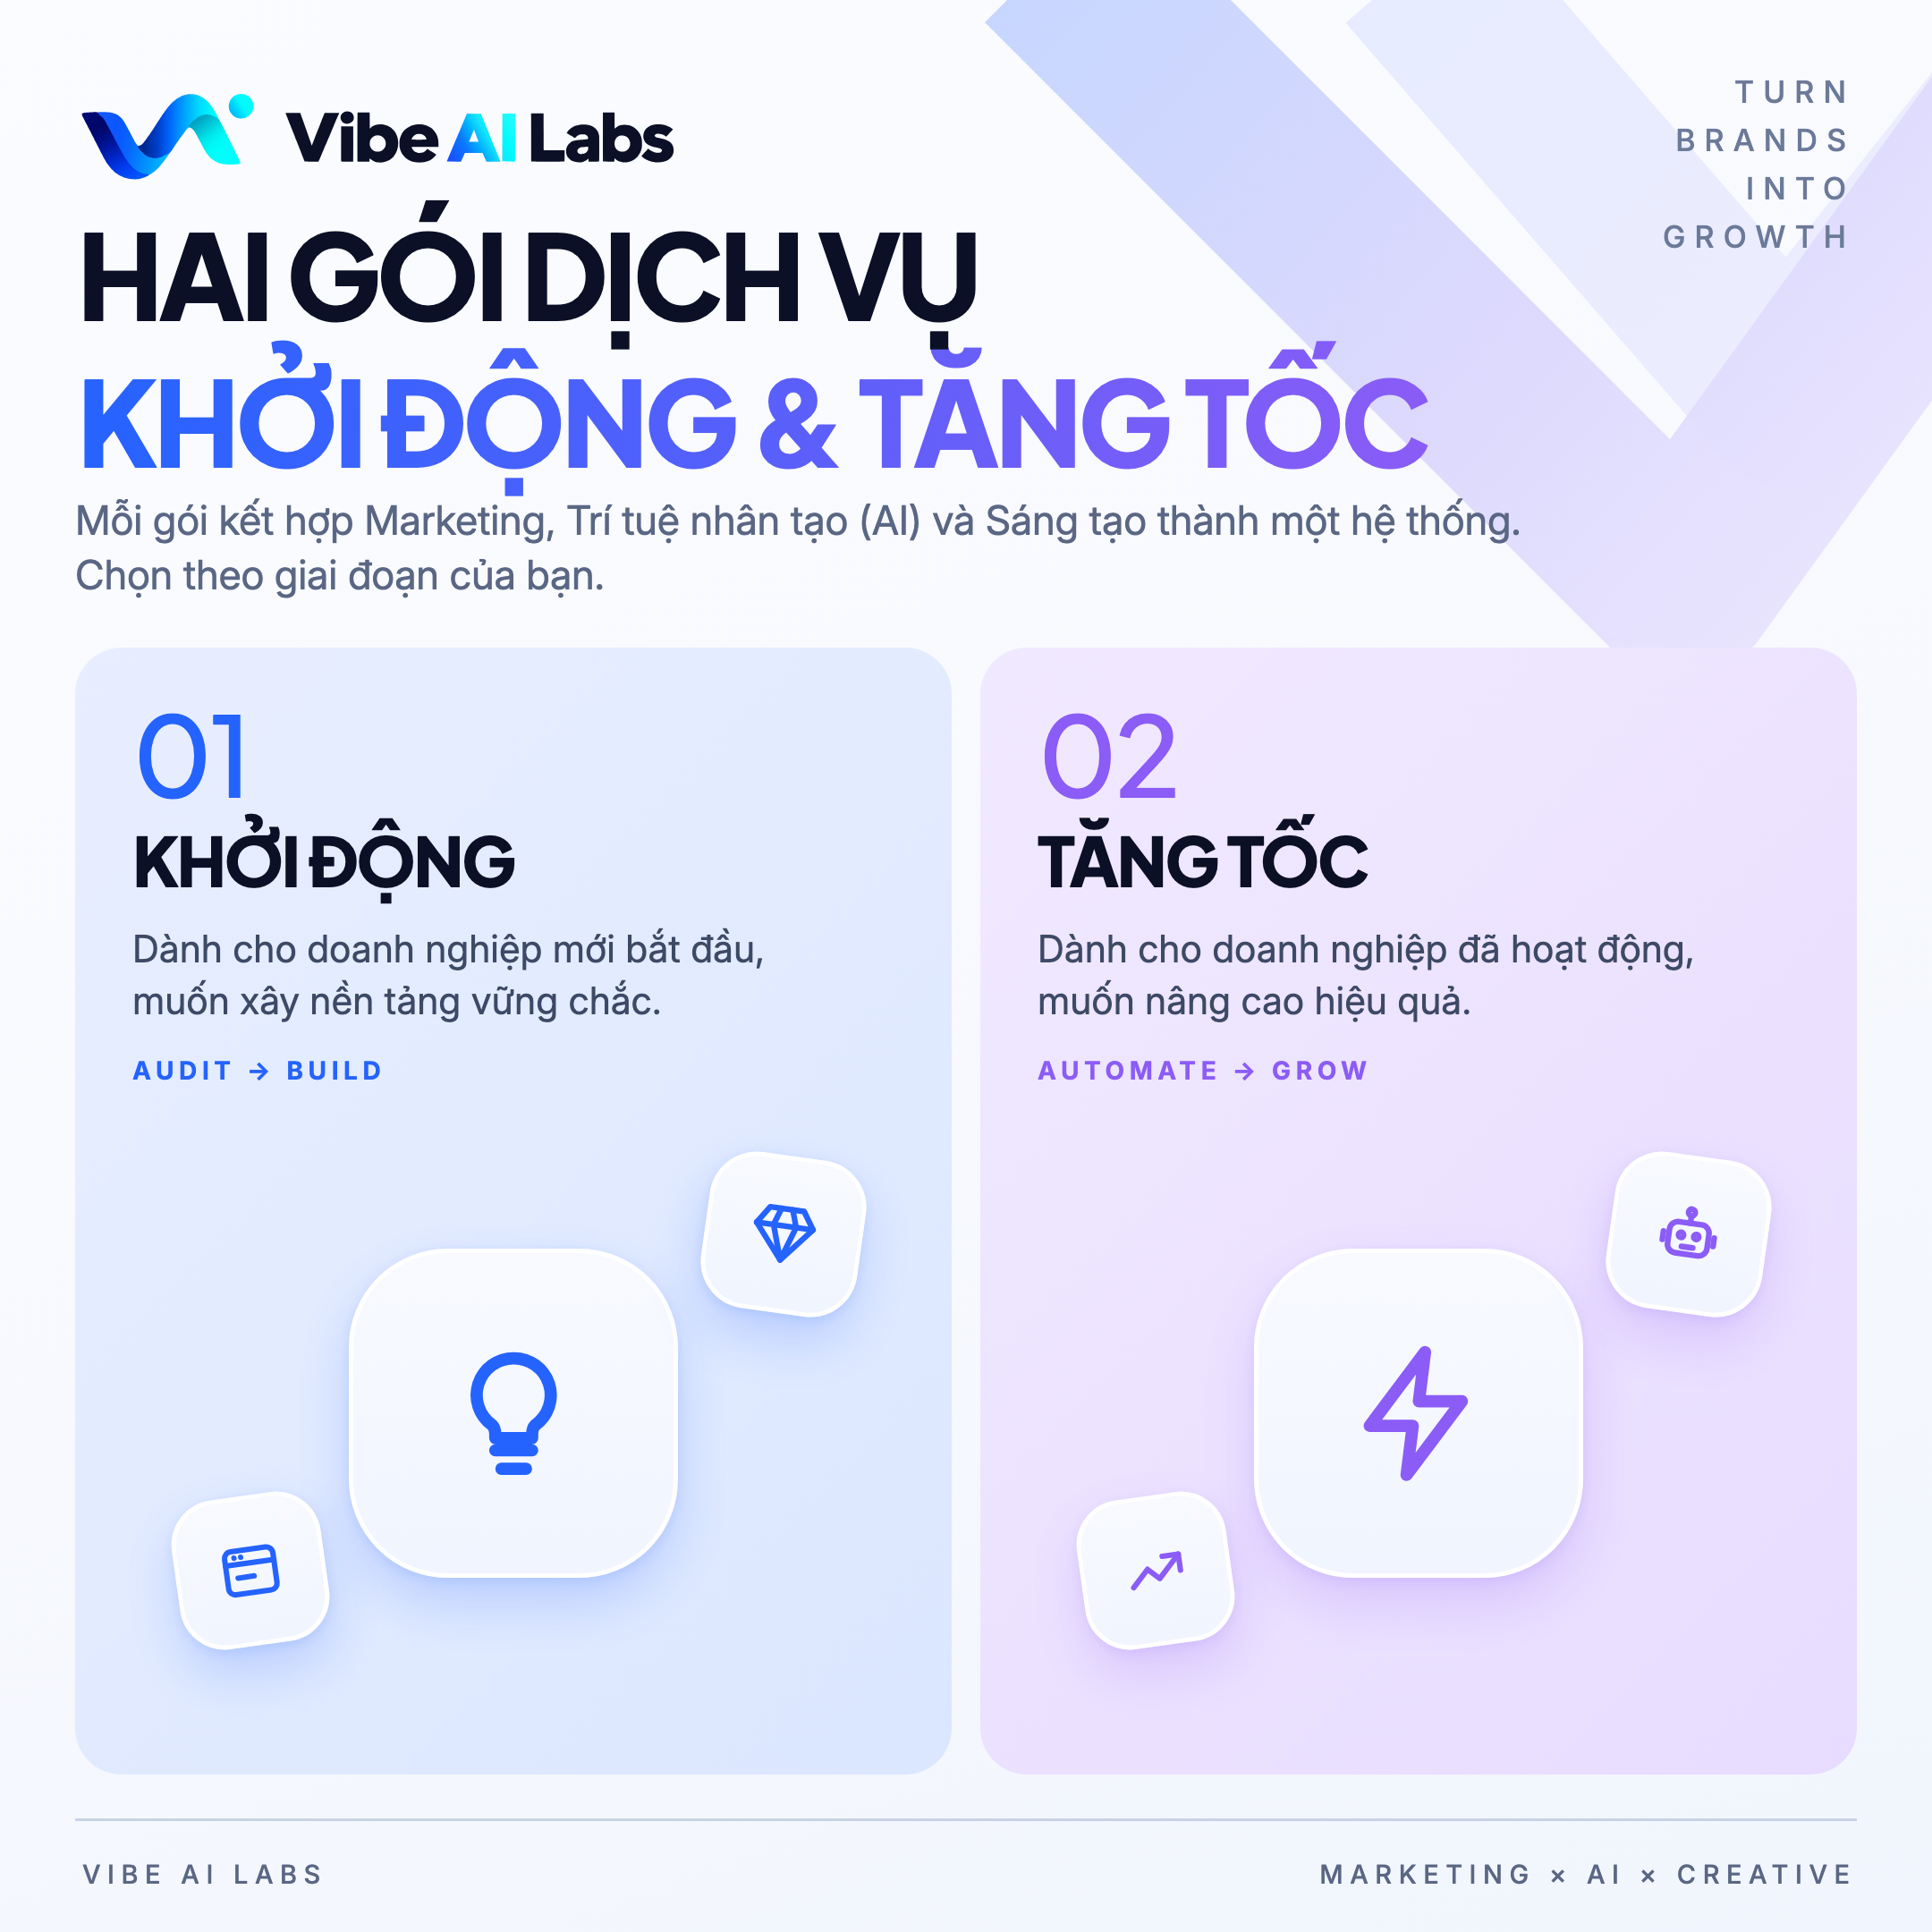 Vibe AI Labs
TURN
BRANDS
INTO
GROWTH
HAI GÓI DỊCH VỤ
KHỞI ĐỘNG & TĂNG TỐC
Mỗi gói kết hợp Marketing, Trí tuệ nhân tạo (AI) và Sáng tạo thành một hệ thống.
Chọn theo giai đoạn của bạn.
01
KHỞI ĐỘNG
Dành cho doanh nghiệp mới bắt đầu,
muốn xây nền tảng vững chắc.
AUDIT → BUILD
02
TĂNG TỐC
Dành cho doanh nghiệp đã hoạt động,
muốn nâng cao hiệu quả.
AUTOMATE → GROW
VIBE AI LABS
MARKETING × AI × CREATIVE